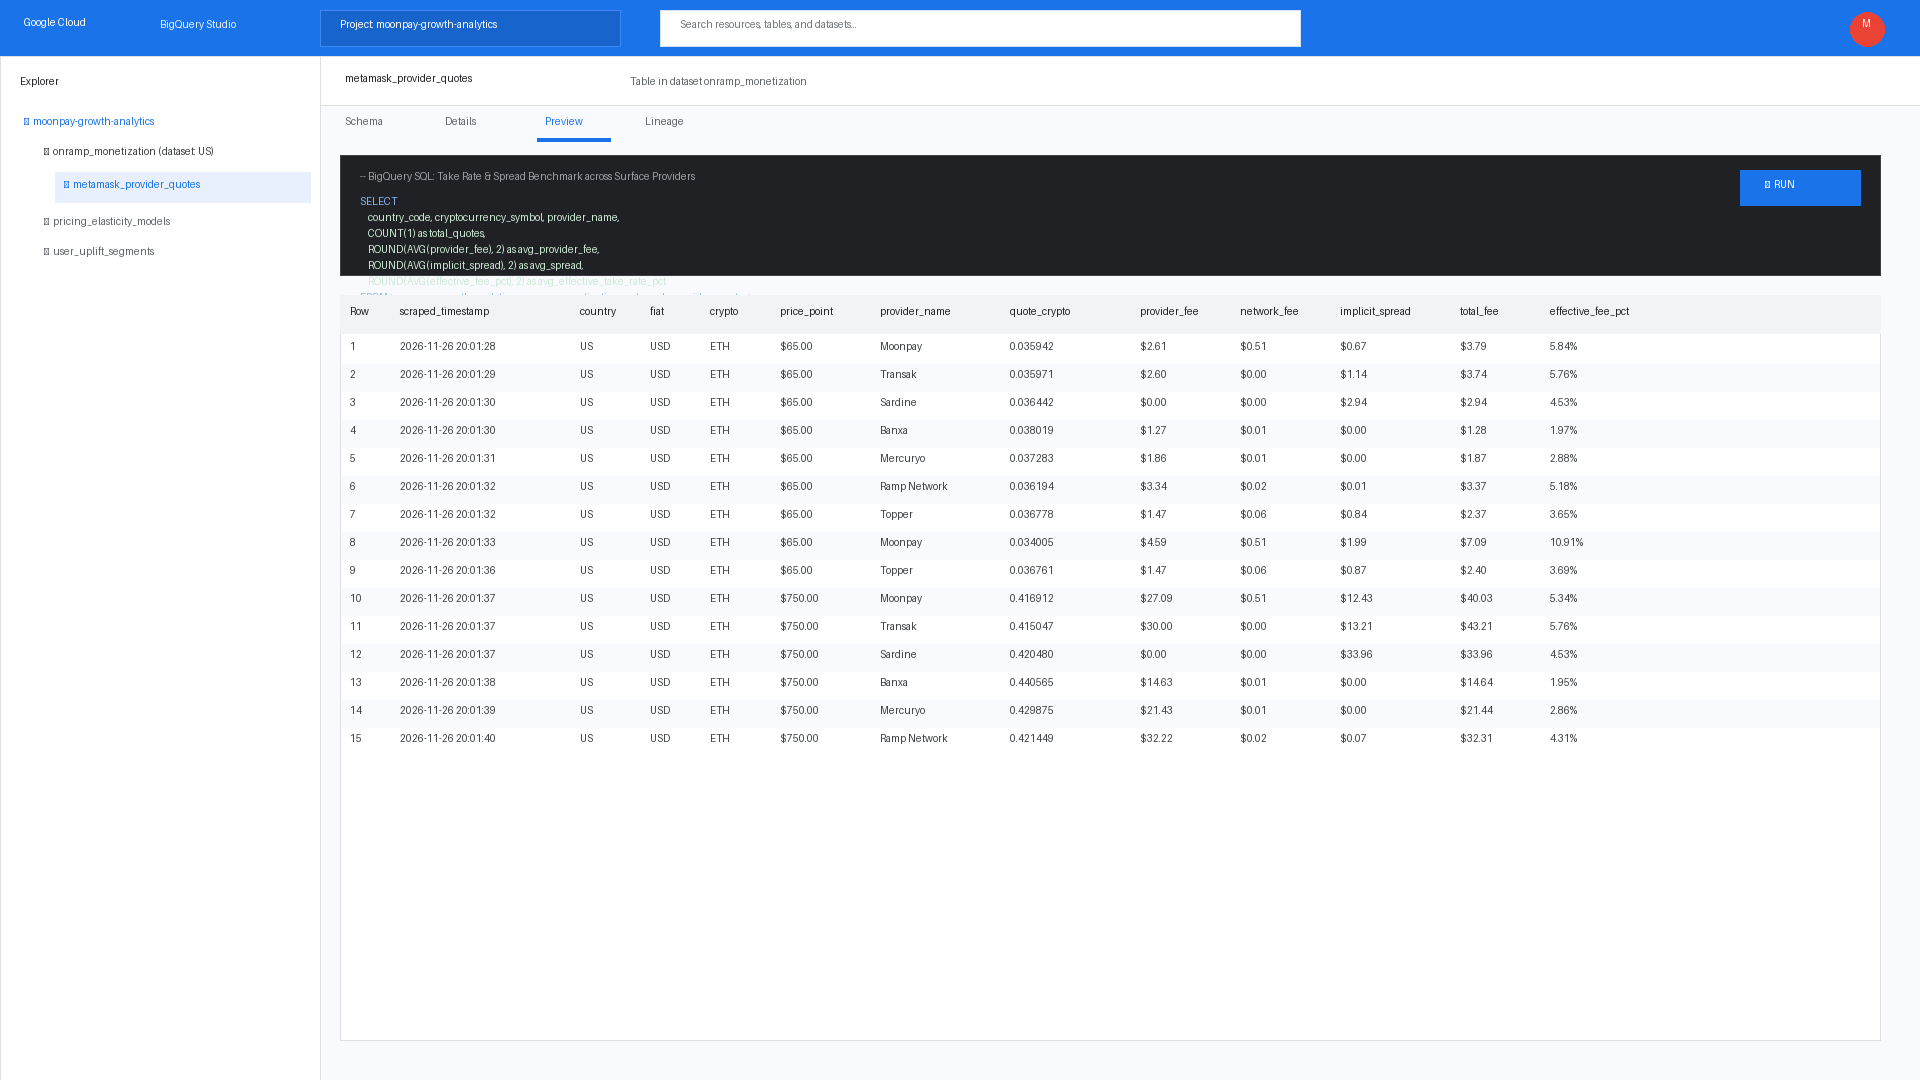 Google Cloud BigQuery Studio Project: moonpay-growth-analytics Search resources, tables, and datasets... M
Explorer
moonpay-growth-analytics
onramp_monetization (dataset: US)
metamask_provider_quotes
pricing_elasticity_models
user_uplift_segments
metamask_provider_quotes Table in dataset onramp_monetization
Schema Details Preview Lineage
-- BigQuery SQL: Take Rate & Spread Benchmark across Surface Providers
RUN
SELECT
country_code, cryptocurrency_symbol, provider_name,
COUNT(1) as total_quotes,
ROUND(AVG(provider_fee), 2) as avg_provider_fee,
ROUND(AVG(implicit_spread), 2) as avg_spread,
ROUND(AVG(effective_fee_pct), 2) as avg_effective_take_rate_pct
Row scraped_timestamp country fiat crypto price_point provider_name quote_crypto provider_fee network_fee implicit_spread total_fee effective_fee_pct
1 2026-11-26 20:01:28 US USD ETH $65.00 Moonpay 0.035942 $2.61 $0.51 $0.67 $3.79 5.84%
2 2026-11-26 20:01:29 US USD ETH $65.00 Transak 0.035971 $2.60 $0.00 $1.14 $3.74 5.76%
3 2026-11-26 20:01:30 US USD ETH $65.00 Sardine 0.036442 $0.00 $0.00 $2.94 $2.94 4.53%
4 2026-11-26 20:01:30 US USD ETH $65.00 Banxa 0.038019 $1.27 $0.01 $0.00 $1.28 1.97%
5 2026-11-26 20:01:31 US USD ETH $65.00 Mercuryo 0.037283 $1.86 $0.01 $0.00 $1.87 2.88%
6 2026-11-26 20:01:32 US USD ETH $65.00 Ramp Network 0.036194 $3.34 $0.02 $0.01 $3.37 5.18%
7 2026-11-26 20:01:32 US USD ETH $65.00 Topper 0.036778 $1.47 $0.06 $0.84 $2.37 3.65%
8 2026-11-26 20:01:33 US USD ETH $65.00 Moonpay 0.034005 $4.59 $0.51 $1.99 $7.09 10.91%
9 2026-11-26 20:01:36 US USD ETH $65.00 Topper 0.036761 $1.47 $0.06 $0.87 $2.40 3.69%
10 2026-11-26 20:01:37 US USD ETH $750.00 Moonpay 0.416912 $27.09 $0.51 $12.43 $40.03 5.34%
11 2026-11-26 20:01:37 US USD ETH $750.00 Transak 0.415047 $30.00 $0.00 $13.21 $43.21 5.76%
12 2026-11-26 20:01:37 US USD ETH $750.00 Sardine 0.420480 $0.00 $0.00 $33.96 $33.96 4.53%
13 2026-11-26 20:01:38 US USD ETH $750.00 Banxa 0.440565 $14.63 $0.01 $0.00 $14.64 1.95%
14 2026-11-26 20:01:39 US USD ETH $750.00 Mercuryo 0.429875 $21.43 $0.01 $0.00 $21.44 2.86%
15 2026-11-26 20:01:40 US USD ETH $750.00 Ramp Network 0.421449 $32.22 $0.02 $0.07 $32.31 4.31%